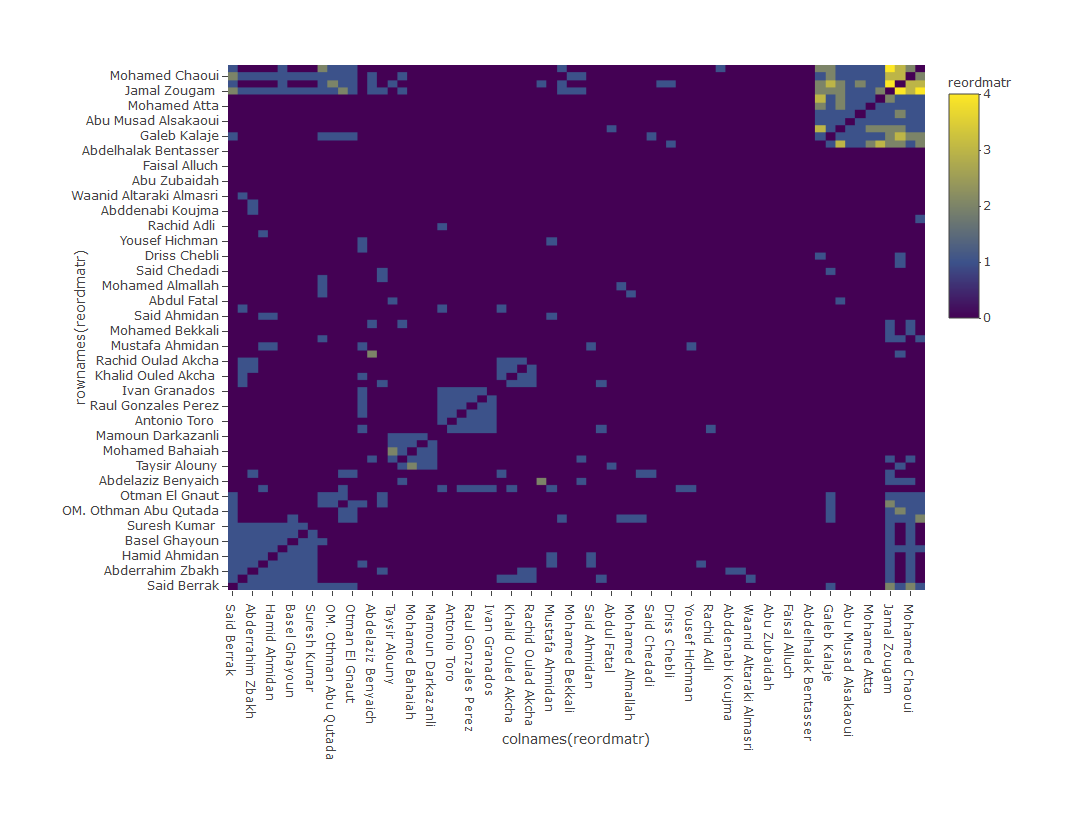 reordmatr
4
3
2
1
0
rownames(reordmatr)
Mohamed Chaoui
Jamal Zougam
Mohamed Atta
Abu Musad Alsakaoui
Galeb Kalaje
Abdelhalak Bentasser
Faisal Alluch
Abu Zubaidah
Waanid Altaraki Almasri
Abddenabi Koujma
Rachid Adli
Yousef Hichman
Driss Chebli
Said Chedadi
Mohamed Almallah
Abdul Fatal
Said Ahmidan
Mohamed Bekkali
Mustafa Ahmidan
Rachid Oulad Akcha
Khalid Ouled Akcha
Ivan Granados
Raul Gonzales Perez
Antonio Toro
Mamoun Darkazanli
Mohamed Bahaiah
Taysir Alouny
Abdelaziz Benyaich
Otman El Gnaut
OM. Othman Abu Qutada
Suresh Kumar
Basel Ghayoun
Hamid Ahmidan
Abderrahim Zbakh
Said Berrak
Said Berrak
Abderrahim Zbakh
Hamid Ahmidan
Basel Ghayoun
Suresh Kumar
OM. Othman Abu Qutada
Otman El Gnaut
Abdelaziz Benyaich
Taysir Alouny
Mohamed Bahaiah
Mamoun Darkazanli
Antonio Toro
Raul Gonzales Perez
Ivan Granados
Khalid Ouled Akcha
Rachid Oulad Akcha
Mustafa Ahmidan
Mohamed Bekkali
Said Ahmidan
Abdul Fatal
Mohamed Almallah
Said Chedadi
Driss Chebli
Yousef Hichman
Rachid Adli
Abddenabi Koujma
Waanid Altaraki Almasri
Abu Zubaidah
Faisal Alluch
Abdelhalak Bentasser
Galeb Kalaje
Abu Musad Alsakaoui
Mohamed Atta
Jamal Zougam
Mohamed Chaoui
colnames(reordmatr)